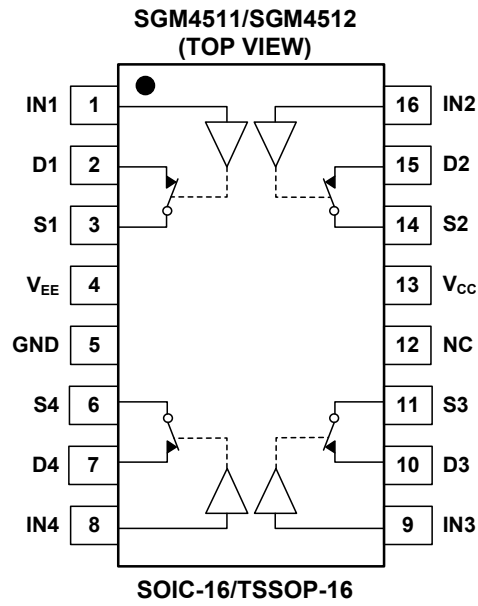 SGM4511/SGM4512
(TOP VIEW)
IN1 1 16 IN2
D1 2 15 D2
S1 3 14 S2
VEE 4 13 VCC
GND 5 12 NC
S4 6 11 S3
D4 7 10 D3
IN4 8 9 IN3
SOIC-16/TSSOP-16